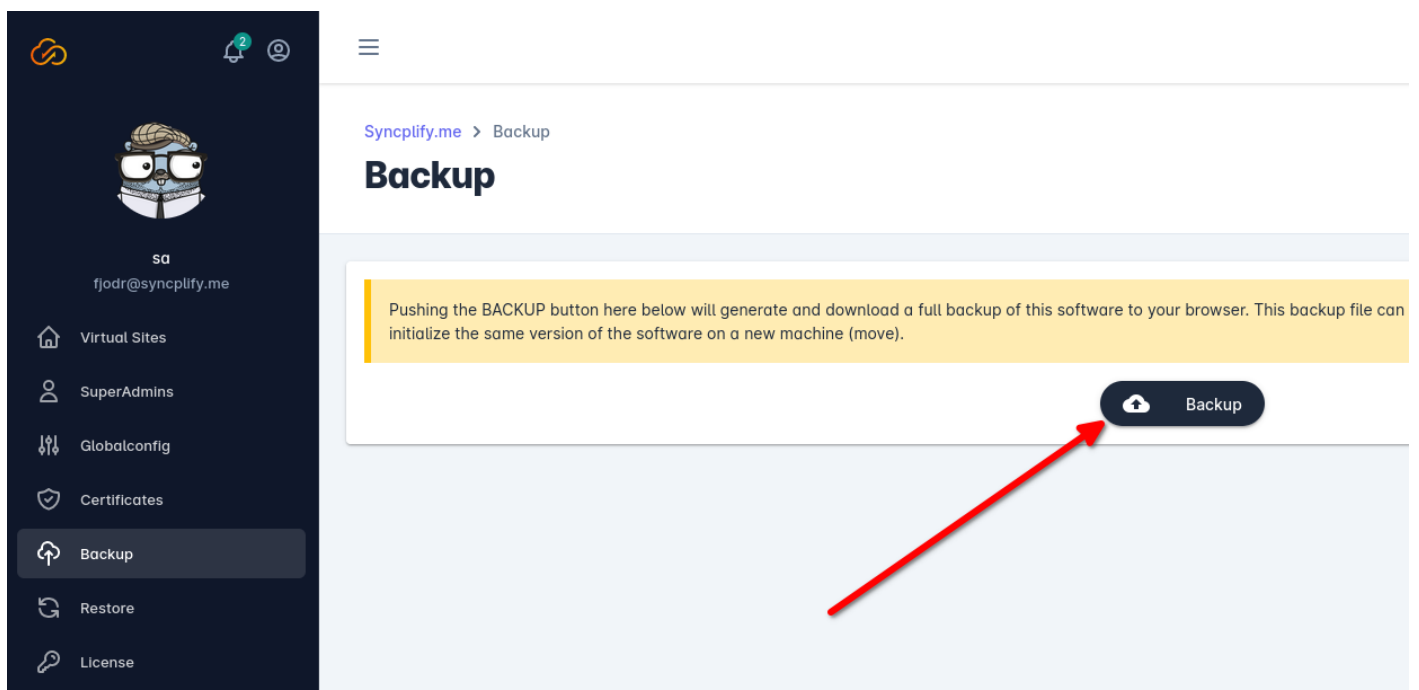 2
sa
fjodr@syncplify.me
Virtual Sites
SuperAdmins
Globalconfig
Certificates
Backup
Restore
License
Syncplify.me > Backup
Backup
Pushing the BACKUP button here below will generate and download a full backup of this software to your browser. This backup file can
initialize the same version of the software on a new machine (move).
Backup